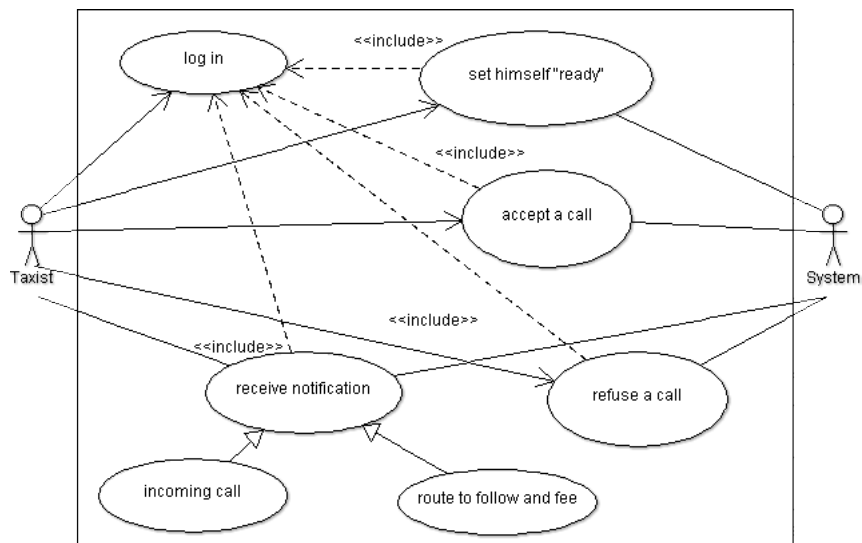 <<include>>
log in
set himself "ready"
<<include>>
accept a call
Taxist
System
<<include>>
<<include>>
receive notification
refuse a call
incoming call
route to follow and fee